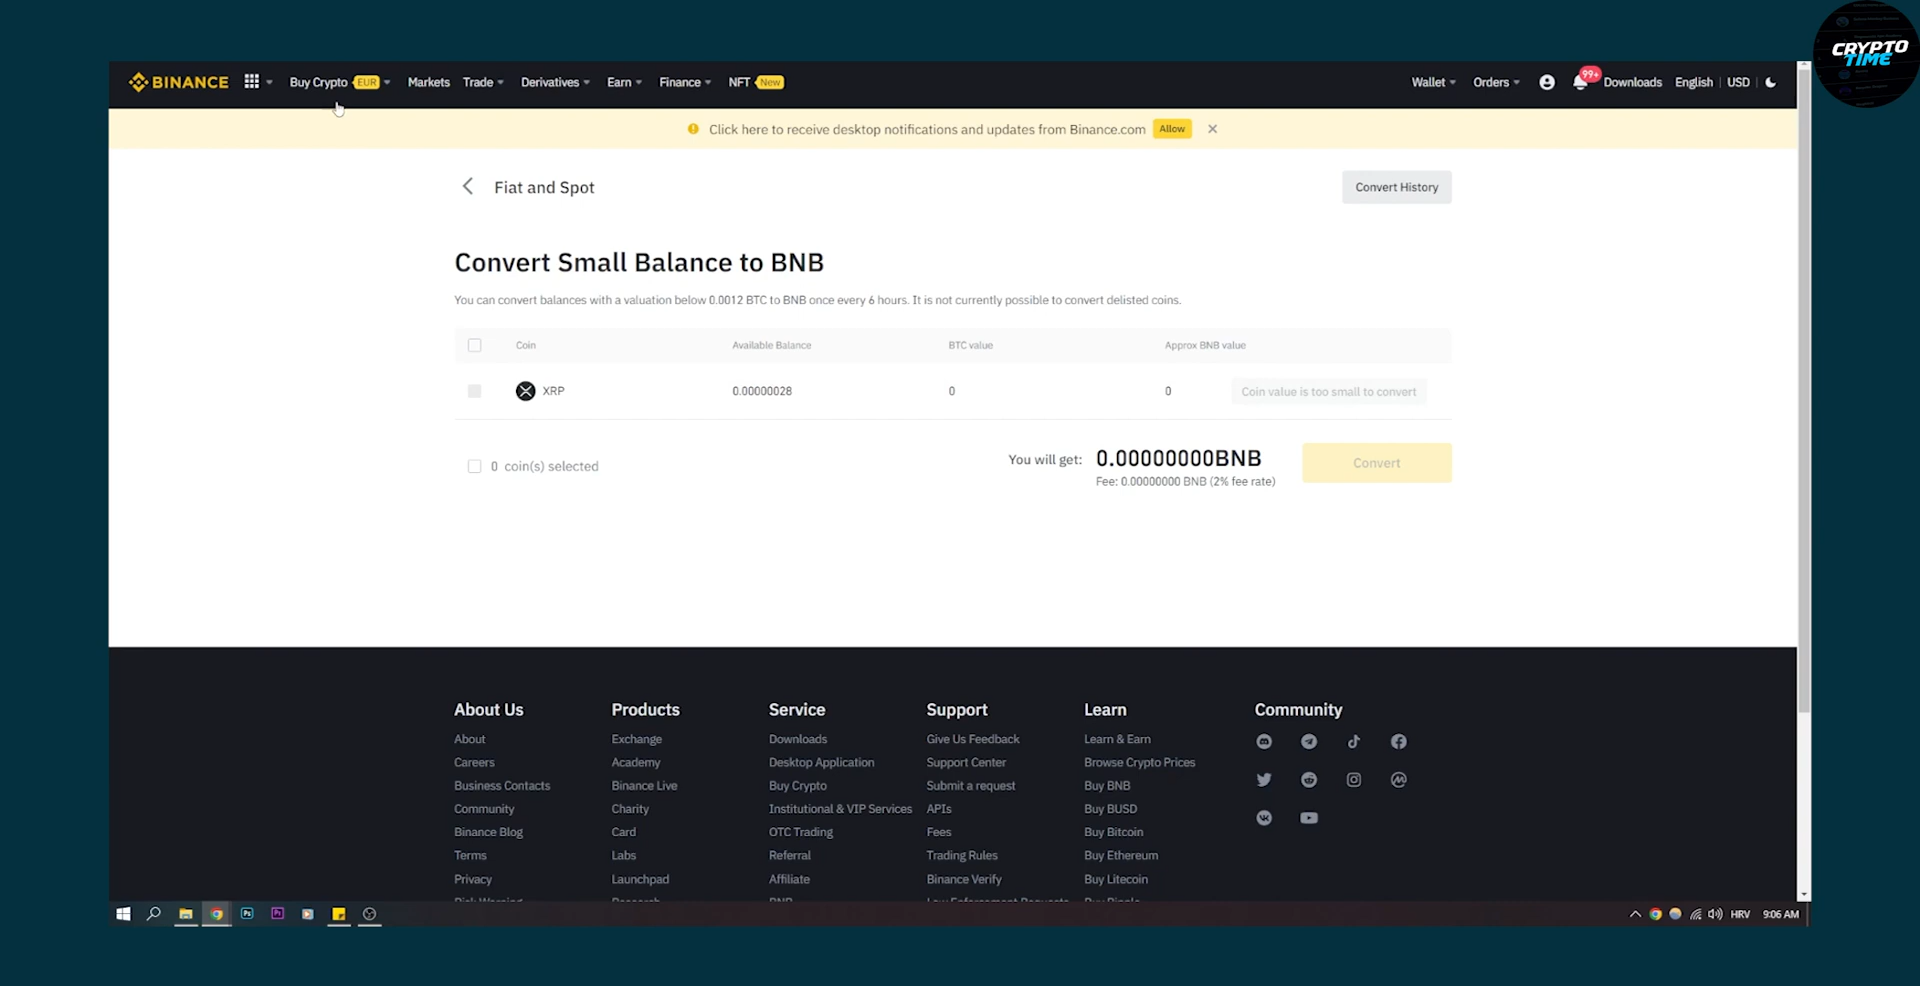 CRYPTO
TIME
BINANCE Buy Crypto EUR Markets Trade Derivatives Earn Finance NFT New Wallet Orders 99+ Downloads English USD
Click here to receive desktop notifications and updates from Binance.com Allow
Fiat and Spot Convert History
Convert Small Balance to BNB
You can convert balances with a valuation below 0.0012 BTC to BNB once every 6 hours. It is not currently possible to convert delisted coins.
Coin Available Balance BTC value Approx BNB value
XRP 0.00000028 0 0 Coin value is too small to convert
0 coin(s) selected You will get: 0.00000000BNB Convert
Fee: 0.00000000 BNB (2% fee rate)
About Us Products Service Support Learn Community
About Exchange Downloads Give Us Feedback Learn & Earn
Careers Academy Desktop Application Support Center Browse Crypto Prices
Business Contacts Binance Live Buy Crypto Submit a request Buy BNB
Community Charity Institutional & VIP Services APIs Buy BUSD
Binance Blog Card OTC Trading Fees Buy Bitcoin
Terms Labs Referral Trading Rules Buy Ethereum
Privacy Launchpad Affiliate Binance Verify Buy Litecoin
Ps Pr HRV 9:06 AM